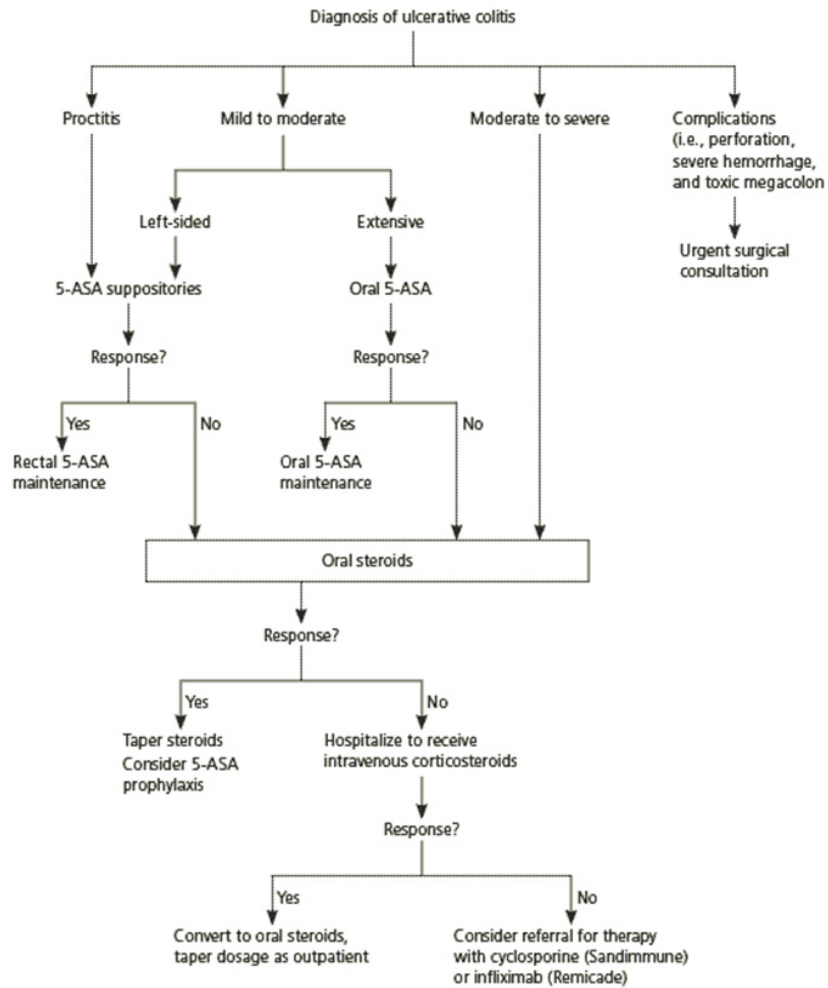 Diagnosis of ulcerative colitis
Proctitis
Mild to moderate
Moderate to severe
Complications
(i.e., perforation,
severe hemorrhage,
and toxic megacolon
Left-sided
Extensive
Urgent surgical
consultation
5-ASA suppositories
Oral 5-ASA
Response?
Response?
Yes
No
Yes
No
Rectal 5-ASA
maintenance
Oral 5-ASA
maintenance
Oral steroids
Response?
Yes
No
Taper steroids
Consider 5-ASA
prophylaxis
Hospitalize to receive
intravenous corticosteroids
Response?
Yes
No
Convert to oral steroids,
taper dosage as outpatient
Consider referral for therapy
with cyclosporine (Sandimmune)
or infliximab (Remicade)